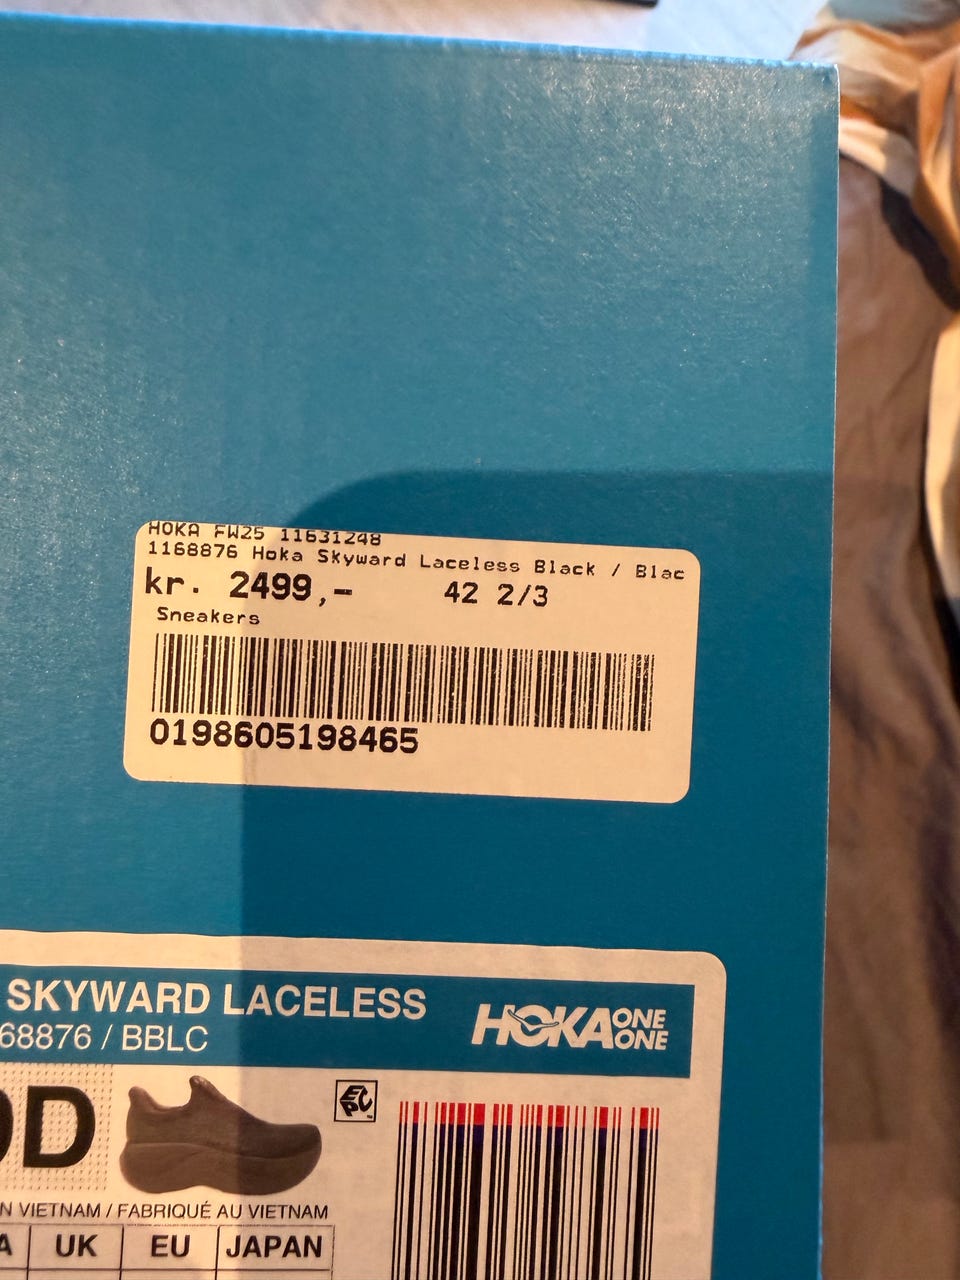 HOKA FW25 11631248
1168876 Hoka Skyward Laceless Black / Blac
kr. 2499,- 42 2/3
Sneakers
0198605198465
SKYWARD LACELESS
68876 / BBLC
HOKA ONE ONE
D
EPC
N VIETNAM / FABRIQUÉ AU VIETNAM
A UK EU JAPAN